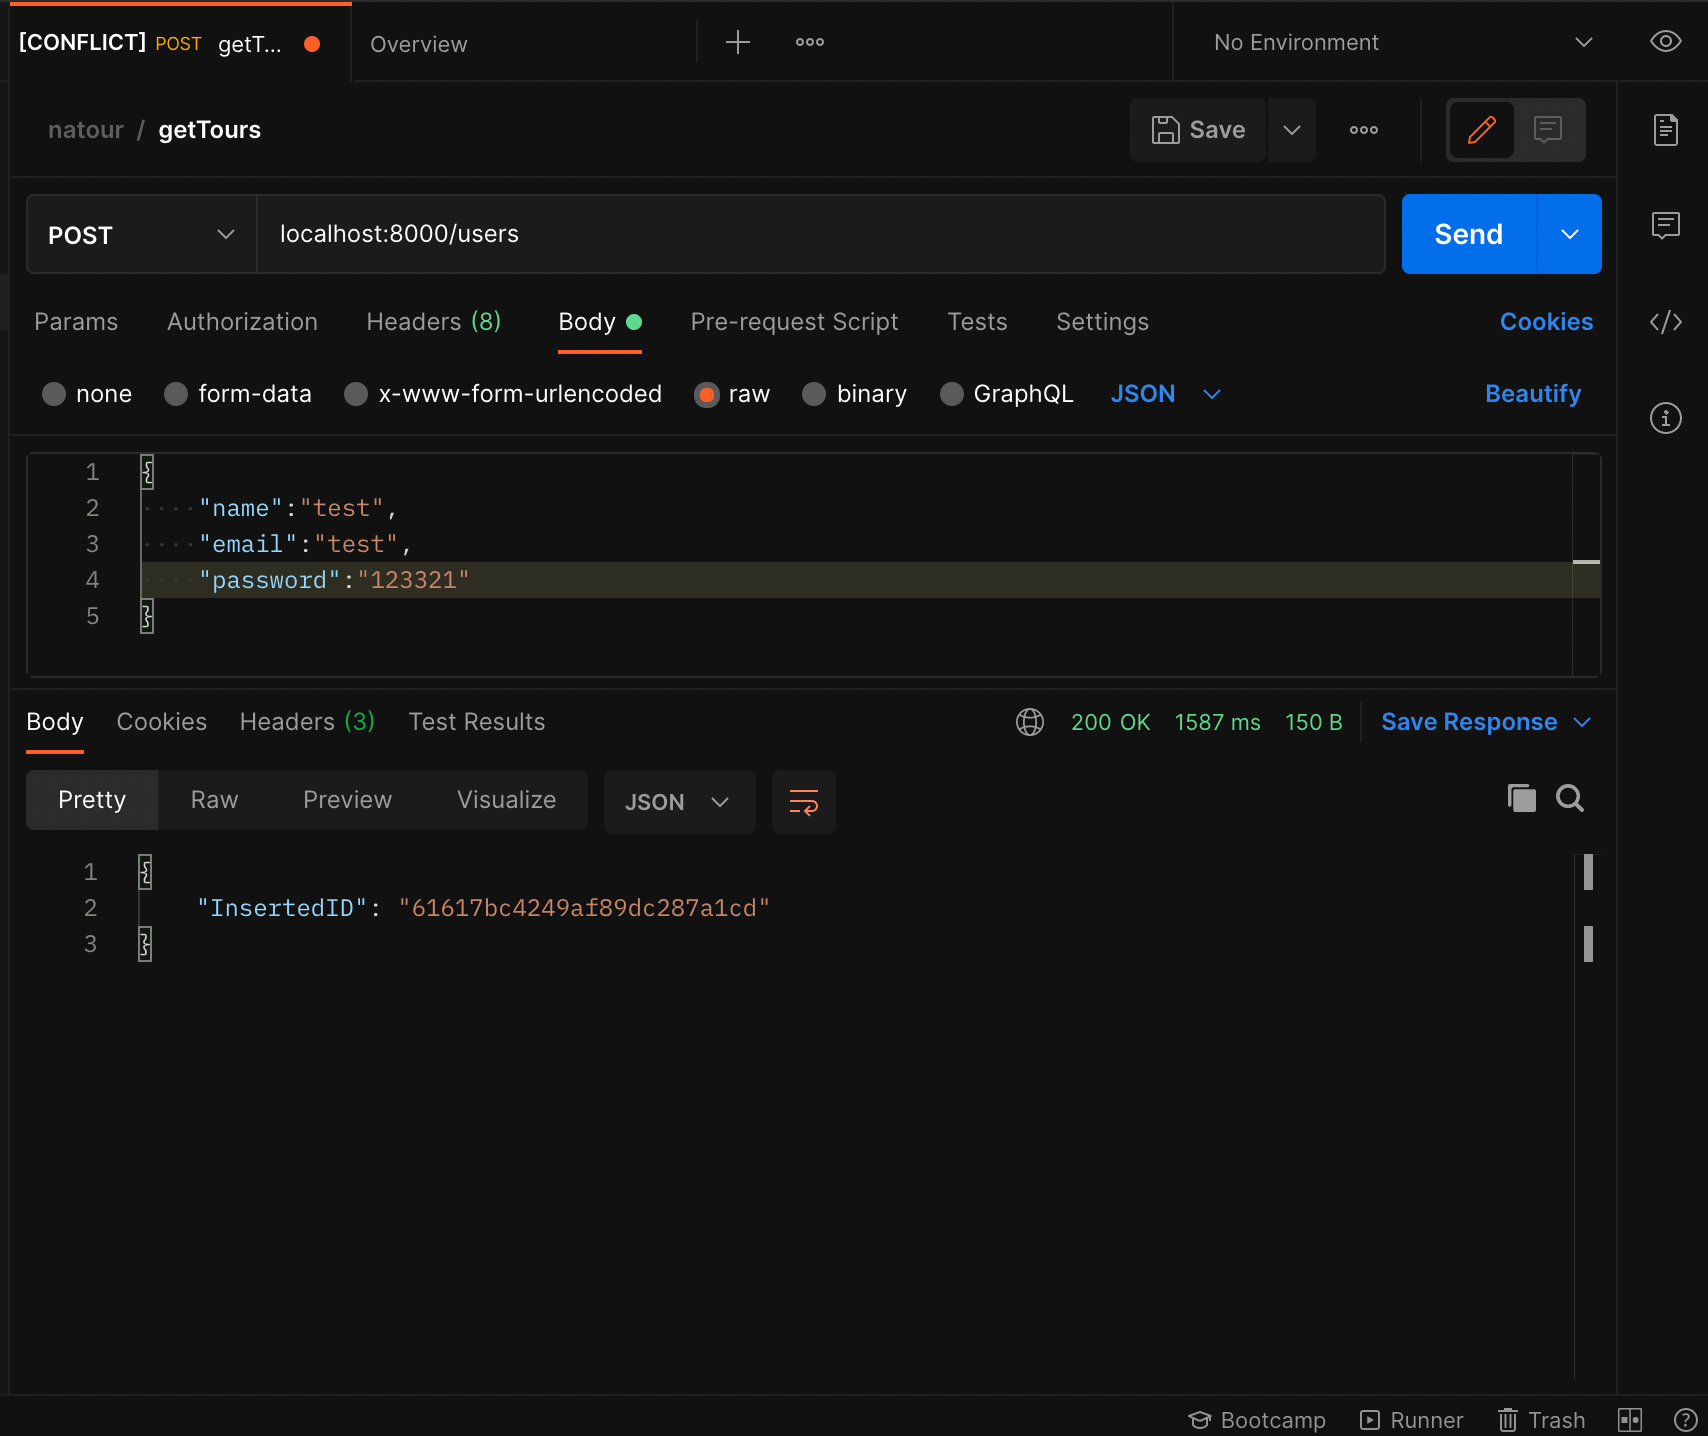 [CONFLICT] POST getT... Overview No Environment
natour / getTours Save
POST localhost:8000/users Send
Params Authorization Headers (8) Body Pre-request Script Tests Settings Cookies
none form-data x-www-form-urlencoded raw binary GraphQL JSON Beautify
1 {
2 ····"name":"test",
3 ····"email":"test",
4 ····"password":"123321"
5 }
Body Cookies Headers (3) Test Results 200 OK 1587 ms 150 B Save Response
Pretty Raw Preview Visualize JSON
1 {
2 "InsertedID": "61617bc4249af89dc287a1cd"
3 }
Bootcamp Runner Trash